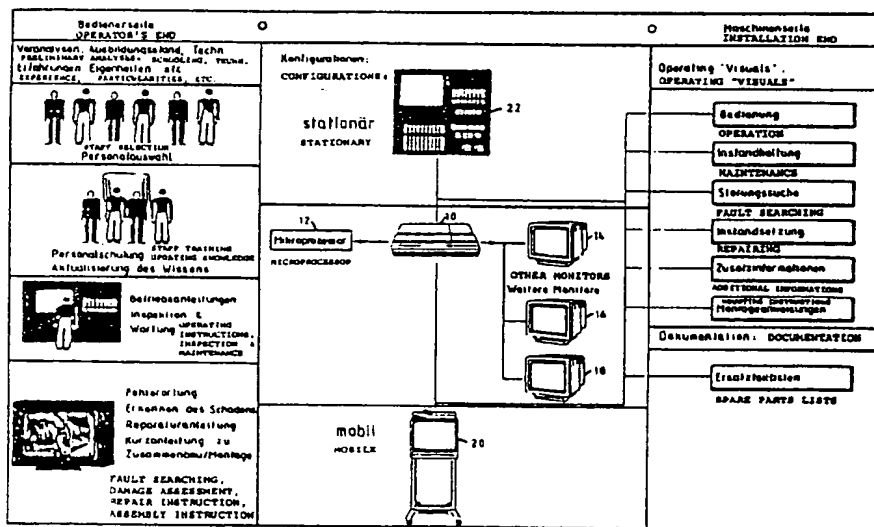 Bedienerseite
OPERATOR'S END
Voranalysen, Ausbildungsstand, Techn
PRELIMINARY ANALYSES, SCHOOLING, TECHN.
Erfahrungen Eigenheiten etc
EXPERIENCE, PARTICULARITIES, ETC.
STAFF SELECTION
Personalauswahl
STAFF TRAINING
Personalschulung UPDATING KNOWLEDGE
Aktualisierung des Wissens
Betriebsanleitungen
Inspektion &
Wartung OPERATING
INSTRUCTIONS,
INSPECTION &
MAINTENANCE
Fehlerortung
Erkennen des Schadens
Reparaturanleitung
Kurzanleitung zu
Zusammenbau/Montage
FAULT SEARCHING,
DAMAGE ASSESSMENT,
REPAIR INSTRUCTION,
ASSEMBLY INSTRUCTION
Konfigurationen:
CONFIGURATIONS:
stationär
STATIONARY
22
12
Mikroprozessor
MICROPROCESSOR
10
14
OTHER MONITORS
Weitere Monitore
16
18
mobil
MOBILE
20
Maschinenseite
INSTALLATION END
Operating "Visuals".
OPERATING "VISUALS"
Bedienung
OPERATION
Instandhaltung
MAINTENANCE
Störungssuche
FAULT SEARCHING
Instandsetzung
REPAIRING
Zusatzinformationen
ADDITIONAL INFORMATIONS
Montageanweisungen
Dokumentation: DOCUMENTATION
Ersatzteillisten
SPARE PARTS LISTS